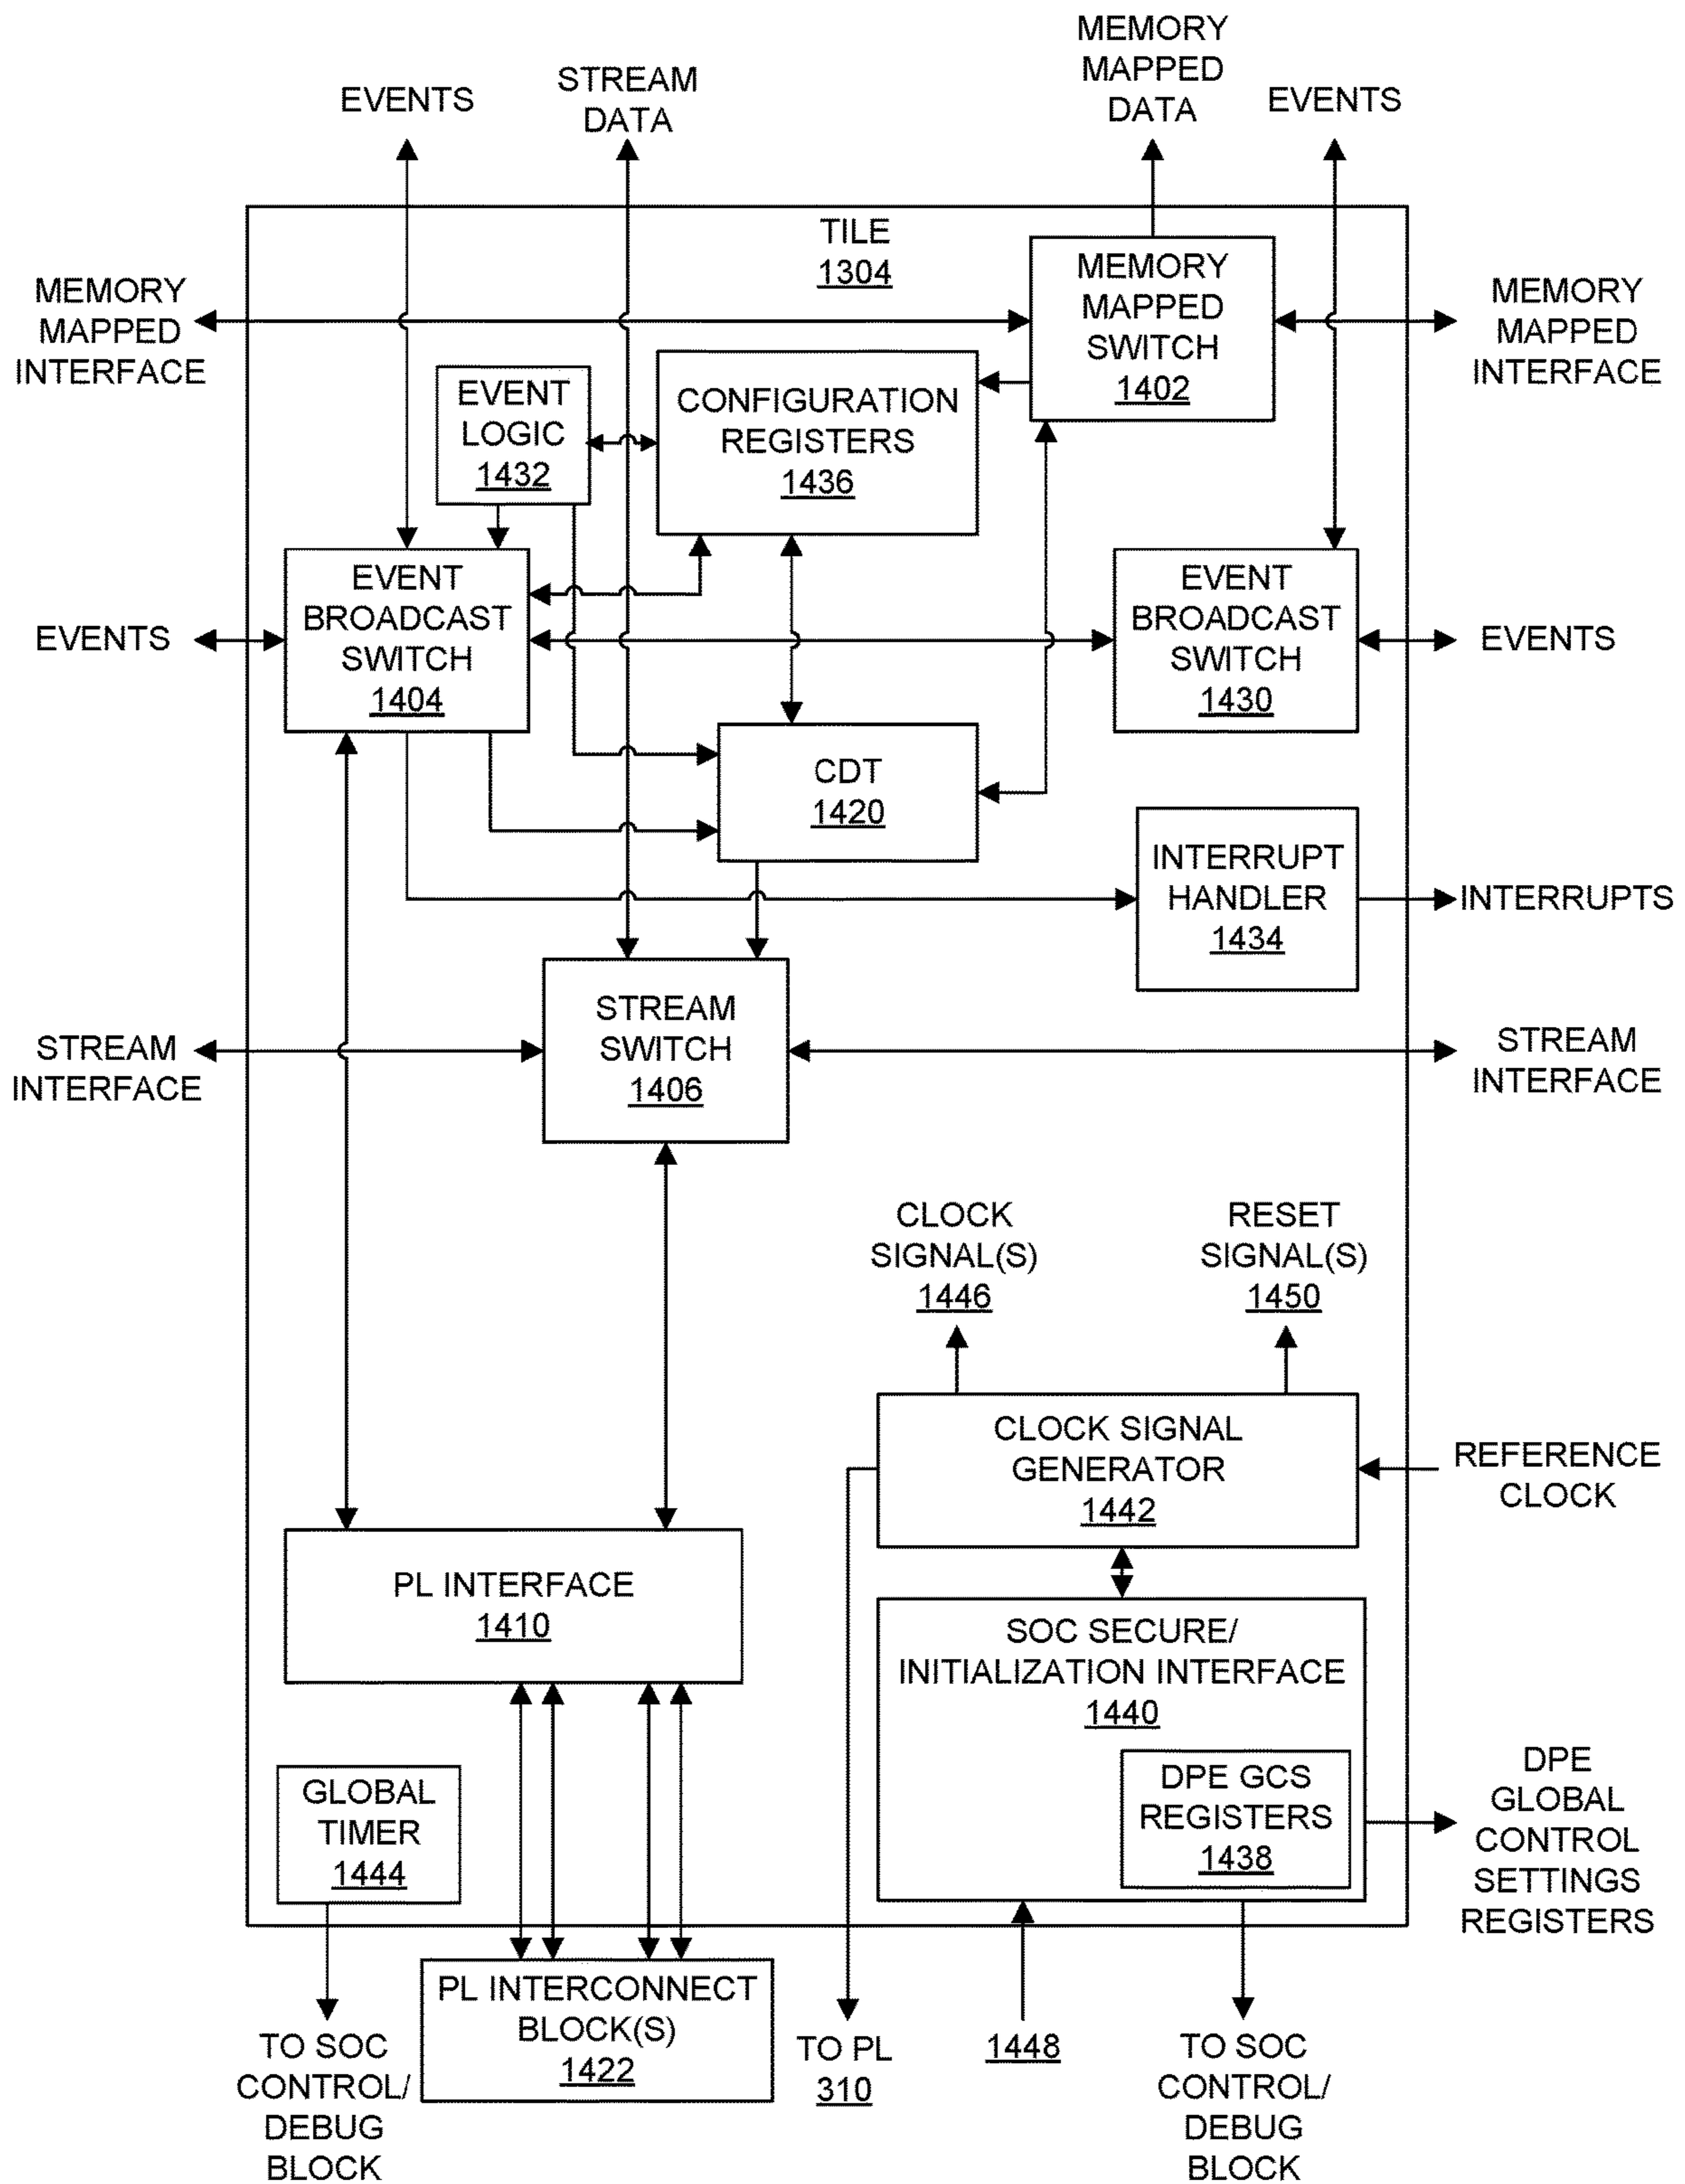 EVENTS
STREAM
DATA
MEMORY
MAPPED
DATA
EVENTS
TILE
1304
MEMORY
MAPPED
INTERFACE
MEMORY
MAPPED
SWITCH
1402
MEMORY
MAPPED
INTERFACE
EVENT
LOGIC
1432
CONFIGURATION
REGISTERS
1436
EVENTS
EVENT
BROADCAST
SWITCH
1404
EVENT
BROADCAST
SWITCH
1430
EVENTS
CDT
1420
INTERRUPT
HANDLER
1434
INTERRUPTS
STREAM
INTERFACE
STREAM
SWITCH
1406
STREAM
INTERFACE
CLOCK
SIGNAL(S)
1446
RESET
SIGNAL(S)
1450
CLOCK SIGNAL
GENERATOR
1442
REFERENCE
CLOCK
PL INTERFACE
1410
SOC SECURE/
INITIALIZATION INTERFACE
1440
DPE GCS
REGISTERS
1438
DPE
GLOBAL
CONTROL
SETTINGS
REGISTERS
GLOBAL
TIMER
1444
TO SOC
CONTROL/
DEBUG
BLOCK
PL INTERCONNECT
BLOCK(S)
1422
TO PL
310
1448
TO SOC
CONTROL/
DEBUG
BLOCK